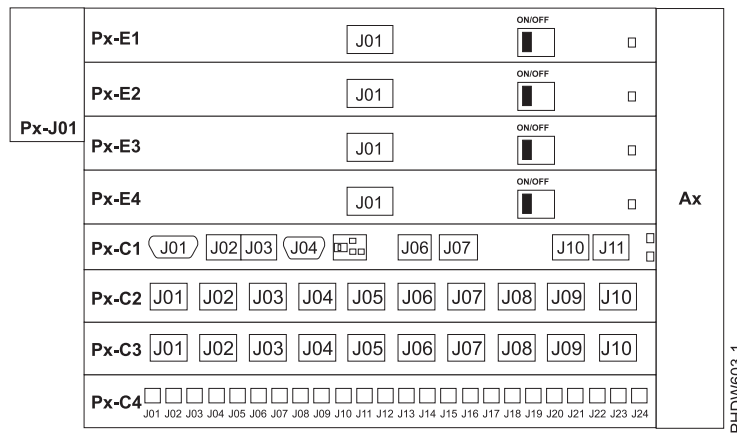 Px-J01
Px-E1 J01 ON/OFF
Px-E2 J01 ON/OFF
Px-E3 J01 ON/OFF
Px-E4 J01 ON/OFF
Px-C1 J01 J02 J03 J04 J06 J07 J10 J11
Px-C2 J01 J02 J03 J04 J05 J06 J07 J08 J09 J10
Px-C3 J01 J02 J03 J04 J05 J06 J07 J08 J09 J10
Px-C4 J01 J02 J03 J04 J05 J06 J07 J08 J09 J10 J11 J12 J13 J14 J15 J16 J17 J18 J19 J20 J21 J22 J23 J24
Ax
PHDW603-1